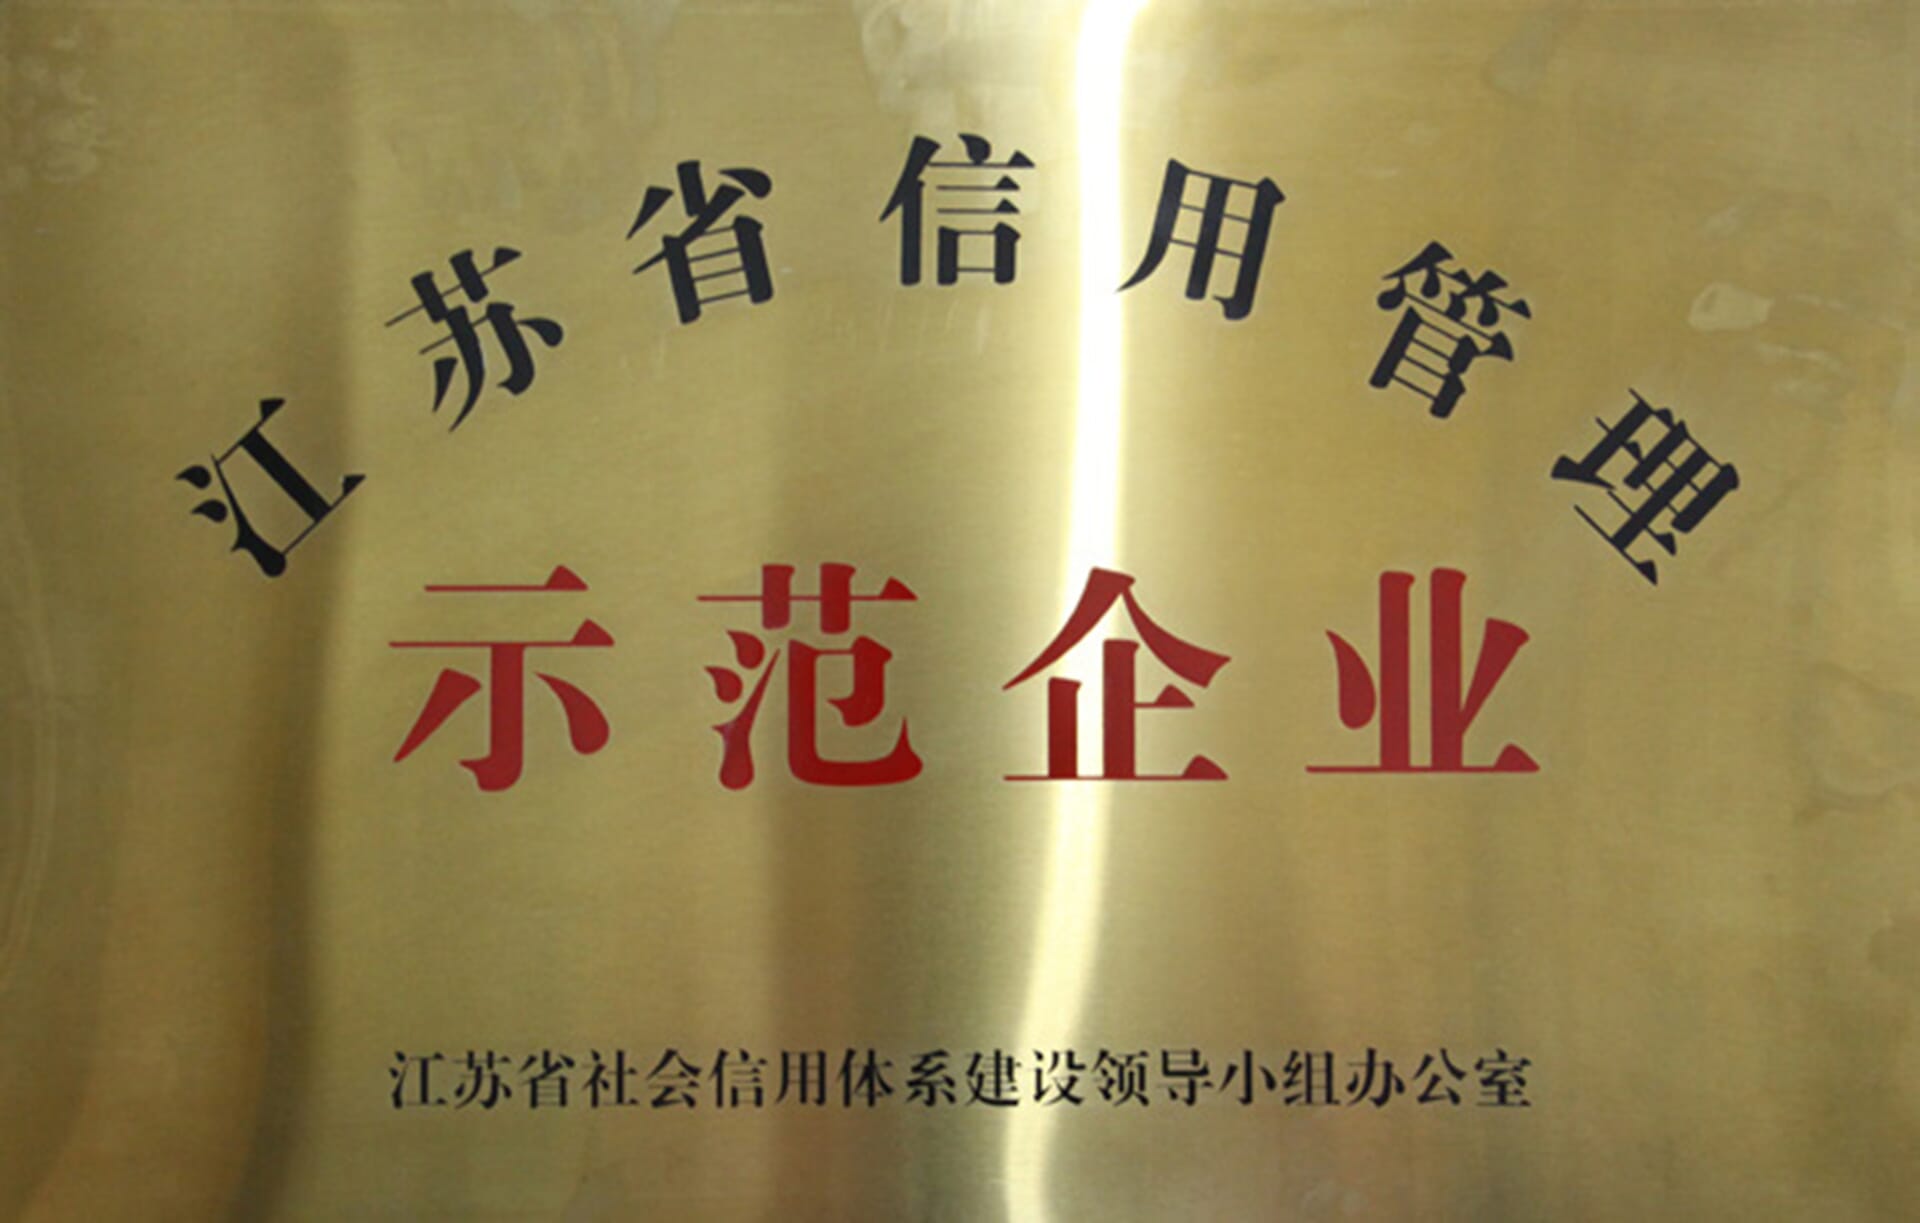 江苏省信用管理
示范企业
江苏省社会信用体系建设领导小组办公室